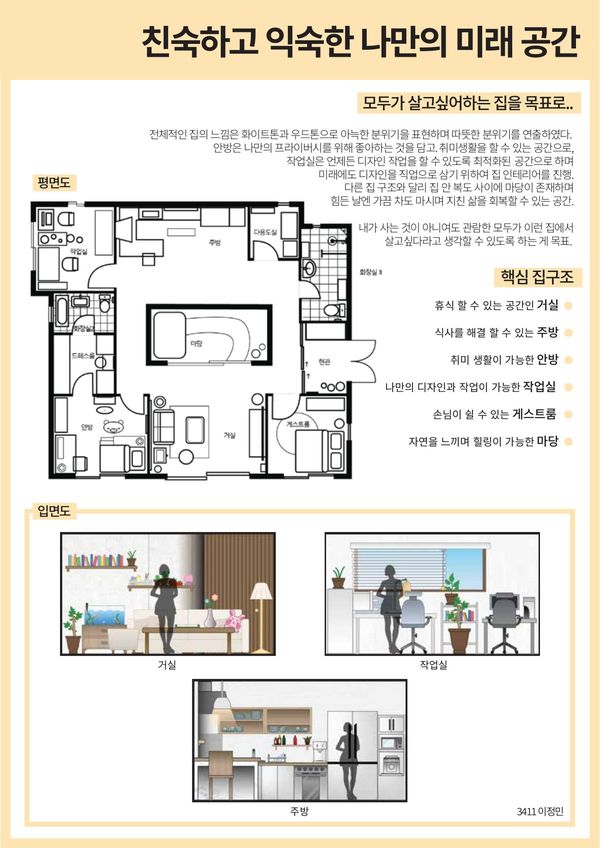 친숙하고 익숙한 나만의 미래 공간
모두가 살고싶어하는 집을 목표로..
전체적인 집의 느낌은 화이트톤과 우드톤으로 아늑한 분위기를 표현하며 따뜻한 분위기를 연출하였다.
안방은 나만의 프라이버시를 위해 좋아하는 것을 담고. 취미생활을 할 수 있는 공간으로,
작업실은 언제든 디자인 작업을 할 수 있도록 최적화된 공간으로 하며
미래에도 디자인을 직업으로 삼기 위하여 집 인테리어를 진행.
다른 집 구조와 달리 집 안 복도 사이에 마당이 존재하며
힘든 날엔 가끔 차도 마시며 지친 삶을 회복할 수 있는 공간.
내가 사는 것이 아니여도 관람한 모두가 이런 집에서
살고싶다라고 생각할 수 있도록 하는 게 목표.
평면도
작업실
주방
다용도실
화장실 1
화장실2
드레스룸
마당
현관
안방
거실
게스트룸
핵심 집구조
휴식 할 수 있는 공간인 거실
식사를 해결 할 수 있는 주방
취미 생활이 가능한 안방
나만의 디자인과 작업이 가능한 작업실
손님이 쉴 수 있는 게스트룸
자연을 느끼며 힐링이 가능한 마당
입면도
거실
작업실
주방
3411 이정민